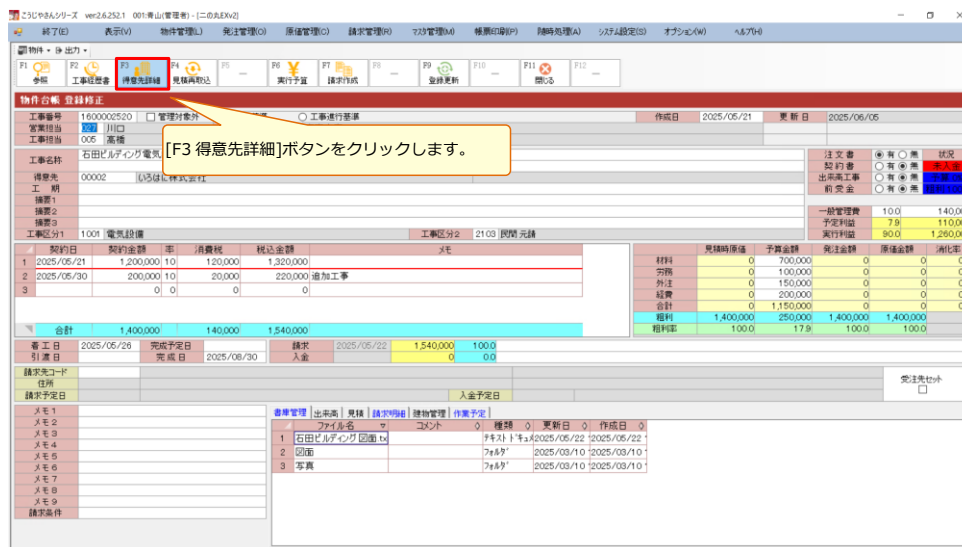 こうじやさんシリーズ ver.2.6.252.1 001:青山(管理者) - [二の丸EXv2]
終了(E) 表示(V) 物件管理(L) 発注管理(O) 原価管理(C) 請求管理(R) マスタ管理(M) 帳票印刷(P) 随時処理(A) システム設定(S) オプション(W) ヘルプ(H)
物件 出力
F1 F2 F3 F4 F5 F6 F7 F8 F9 F10 F11 F12
参照 工事経歴書 得意先詳細 見積再取込 実行予算 請求作成 登録更新 閉じる
物件台帳 登録修正
工事番号 1600002520 管理対象外 工事進行基準 作成日 2025/05/21 更新日 2025/06/05
営業担当 027 川口
工事担当 005 高橋
[F3 得意先詳細]ボタンをクリックします。
工事名称 石田ビルディング電気
注文書 有 無 状況
契約書 有 無 未入金
得意先 00002 いろはに株式会社 出来高工事 有 無
工期 前受金 有 無
摘要1
摘要2 一般管理費 10.0 140,0
摘要3 予定利益 7.9 110,0
工事区分1 1001 電気設備 工事区分2 2103 民間元請 実行利益 90.0 1,260,0
契約日 契約金額 率 消費税 税込金額 メモ
1 2025/05/21 1,200,000 10 120,000 1,320,000
2 2025/05/30 200,000 10 20,000 220,000 追加工事
3 0 0 0 0
合計 1,400,000 140,000 1,540,000
見積時原価 予算金額 発注金額 原価金額 消化率
材料 0 700,000 0 0 0
労務 0 100,000 0 0 0
外注 0 150,000 0 0 0
経費 0 200,000 0 0 0
合計 0 1,150,000 0 0 0
粗利 1,400,000 250,000 1,400,000 1,400,000
粗利率 100.0 17.9 100.0 100.0
着工日 2025/05/26 完成予定日 請求 2025/05/22 1,540,000 100.0
引渡日 完成日 2025/08/30 入金 0 0.0
請求先コード
住所
請求予定日 入金予定日
受注先セット
メモ1
メモ2
メモ3
メモ4
メモ5
メモ6
メモ7
メモ8
メモ9
請求条件
書庫管理 出来高 見積 請求明細 建物管理 作業予定
ファイル名 コメント 種類 更新日 作成日
1 石田ビルディング 図面.tx テキスト ドキュメ 2025/05/22 2025/05/22
2 図面 フォルダ 2025/03/10 2025/03/10
3 写真 フォルダ 2025/03/10 2025/03/10